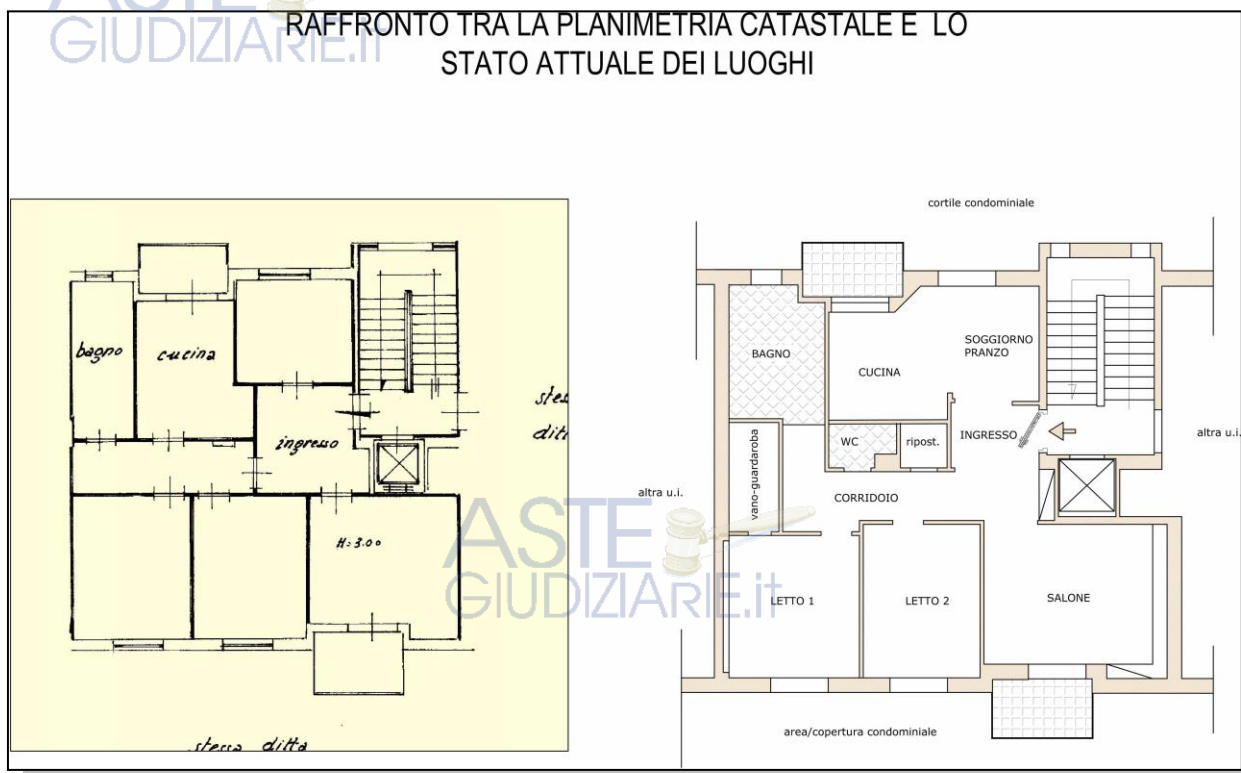 ASTE
GIUDIZIARIE.it
RAFFRONTO TRA LA PLANIMETRIA CATASTALE E LO
STATO ATTUALE DEI LUOGHI
bagno
cucina
ingresso
H=3.00
stessa ditta
cortile condominiale
BAGNO
CUCINA
SOGGIORNO
PRANZO
WC
ripost.
INGRESSO
vano-guardaroba
CORRIDOIO
altra u.i.
altra u.i.
LETTO 1
LETTO 2
SALONE
area/copertura condominiale
ASTE
GIUDIZIARIE.it